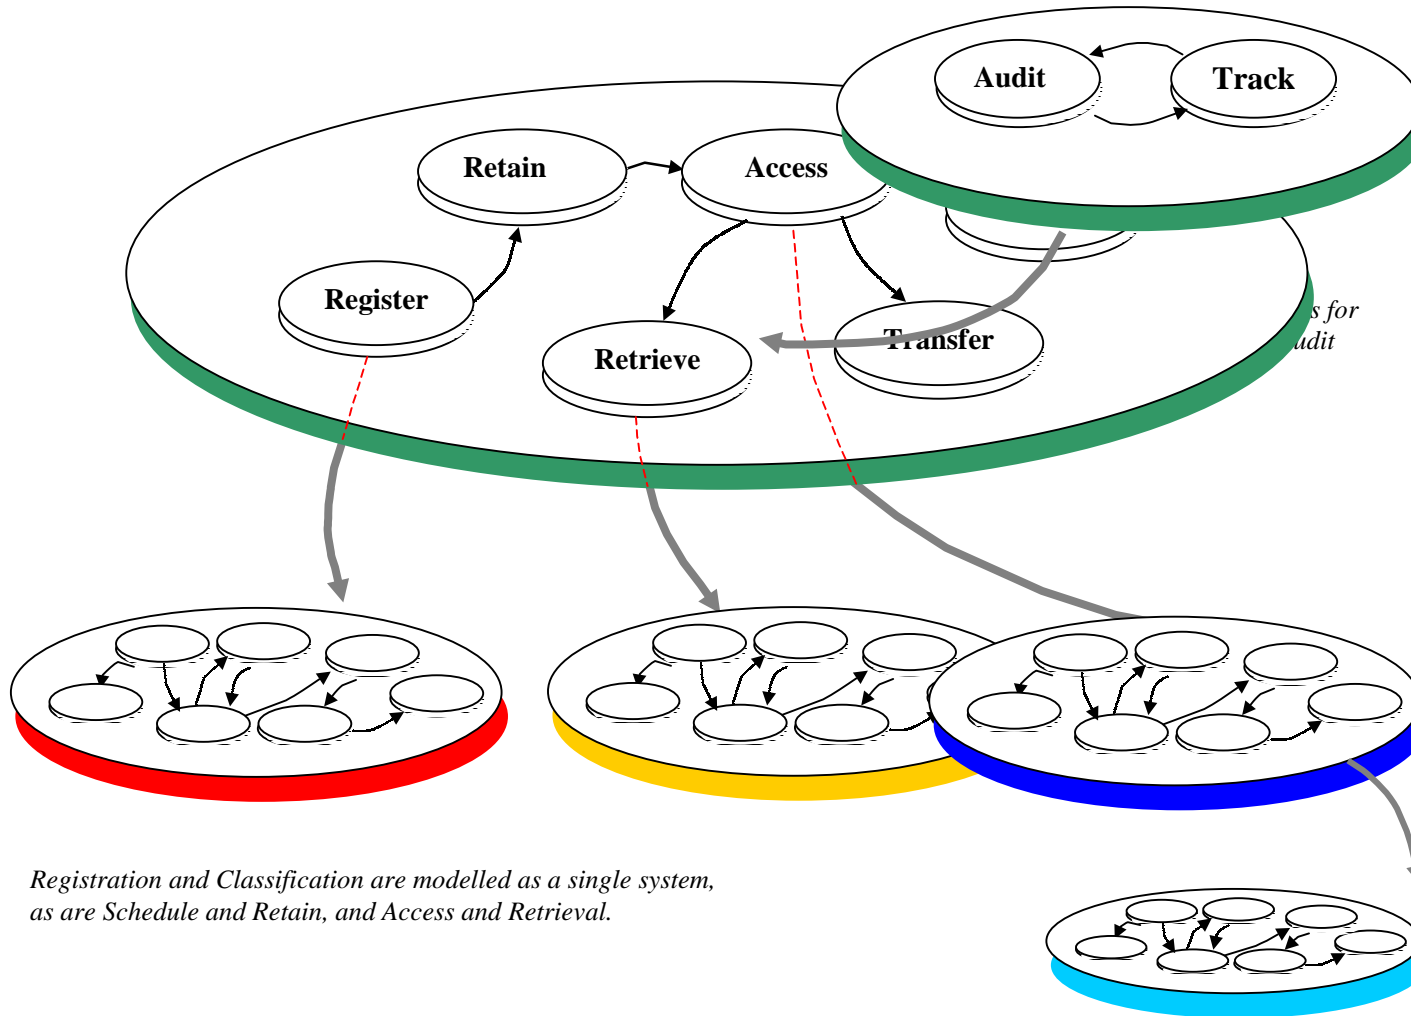 Audit
Track
Retain
Access
Register
Retrieve
Transfer
for
Registration and Classification are modelled as a single system,
as are Schedule and Retain, and Access and Retrieval.